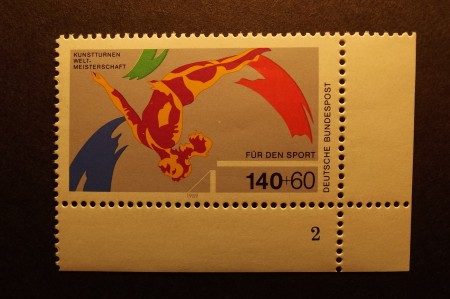 KUNSTTURNEN
WELT-
MEISTERSCHAFT
FÜR DEN SPORT
140+60
DEUTSCHE BUNDESPOST
2